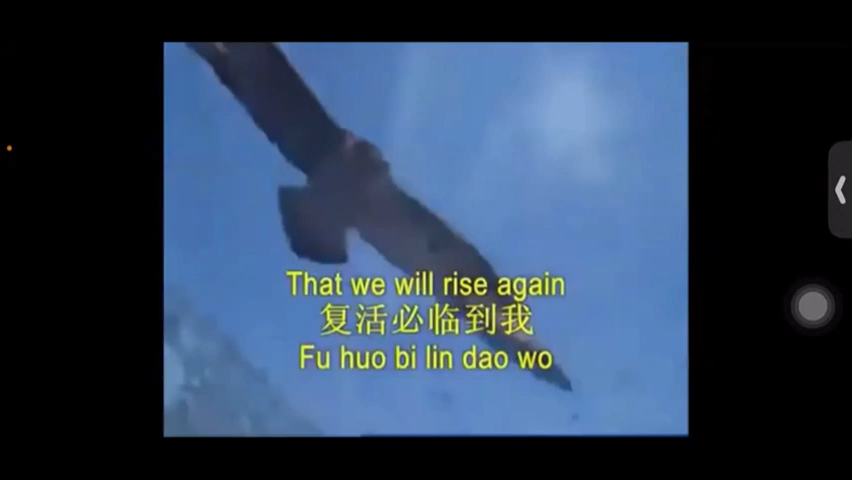 That we will rise again
复活必临到我
Fu huo bi lin dao wo